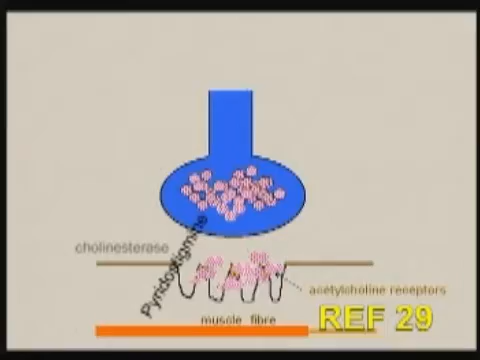 cholinesterase
Pyridostigmine
acetylcholine receptors
muscle fibre
REF 29